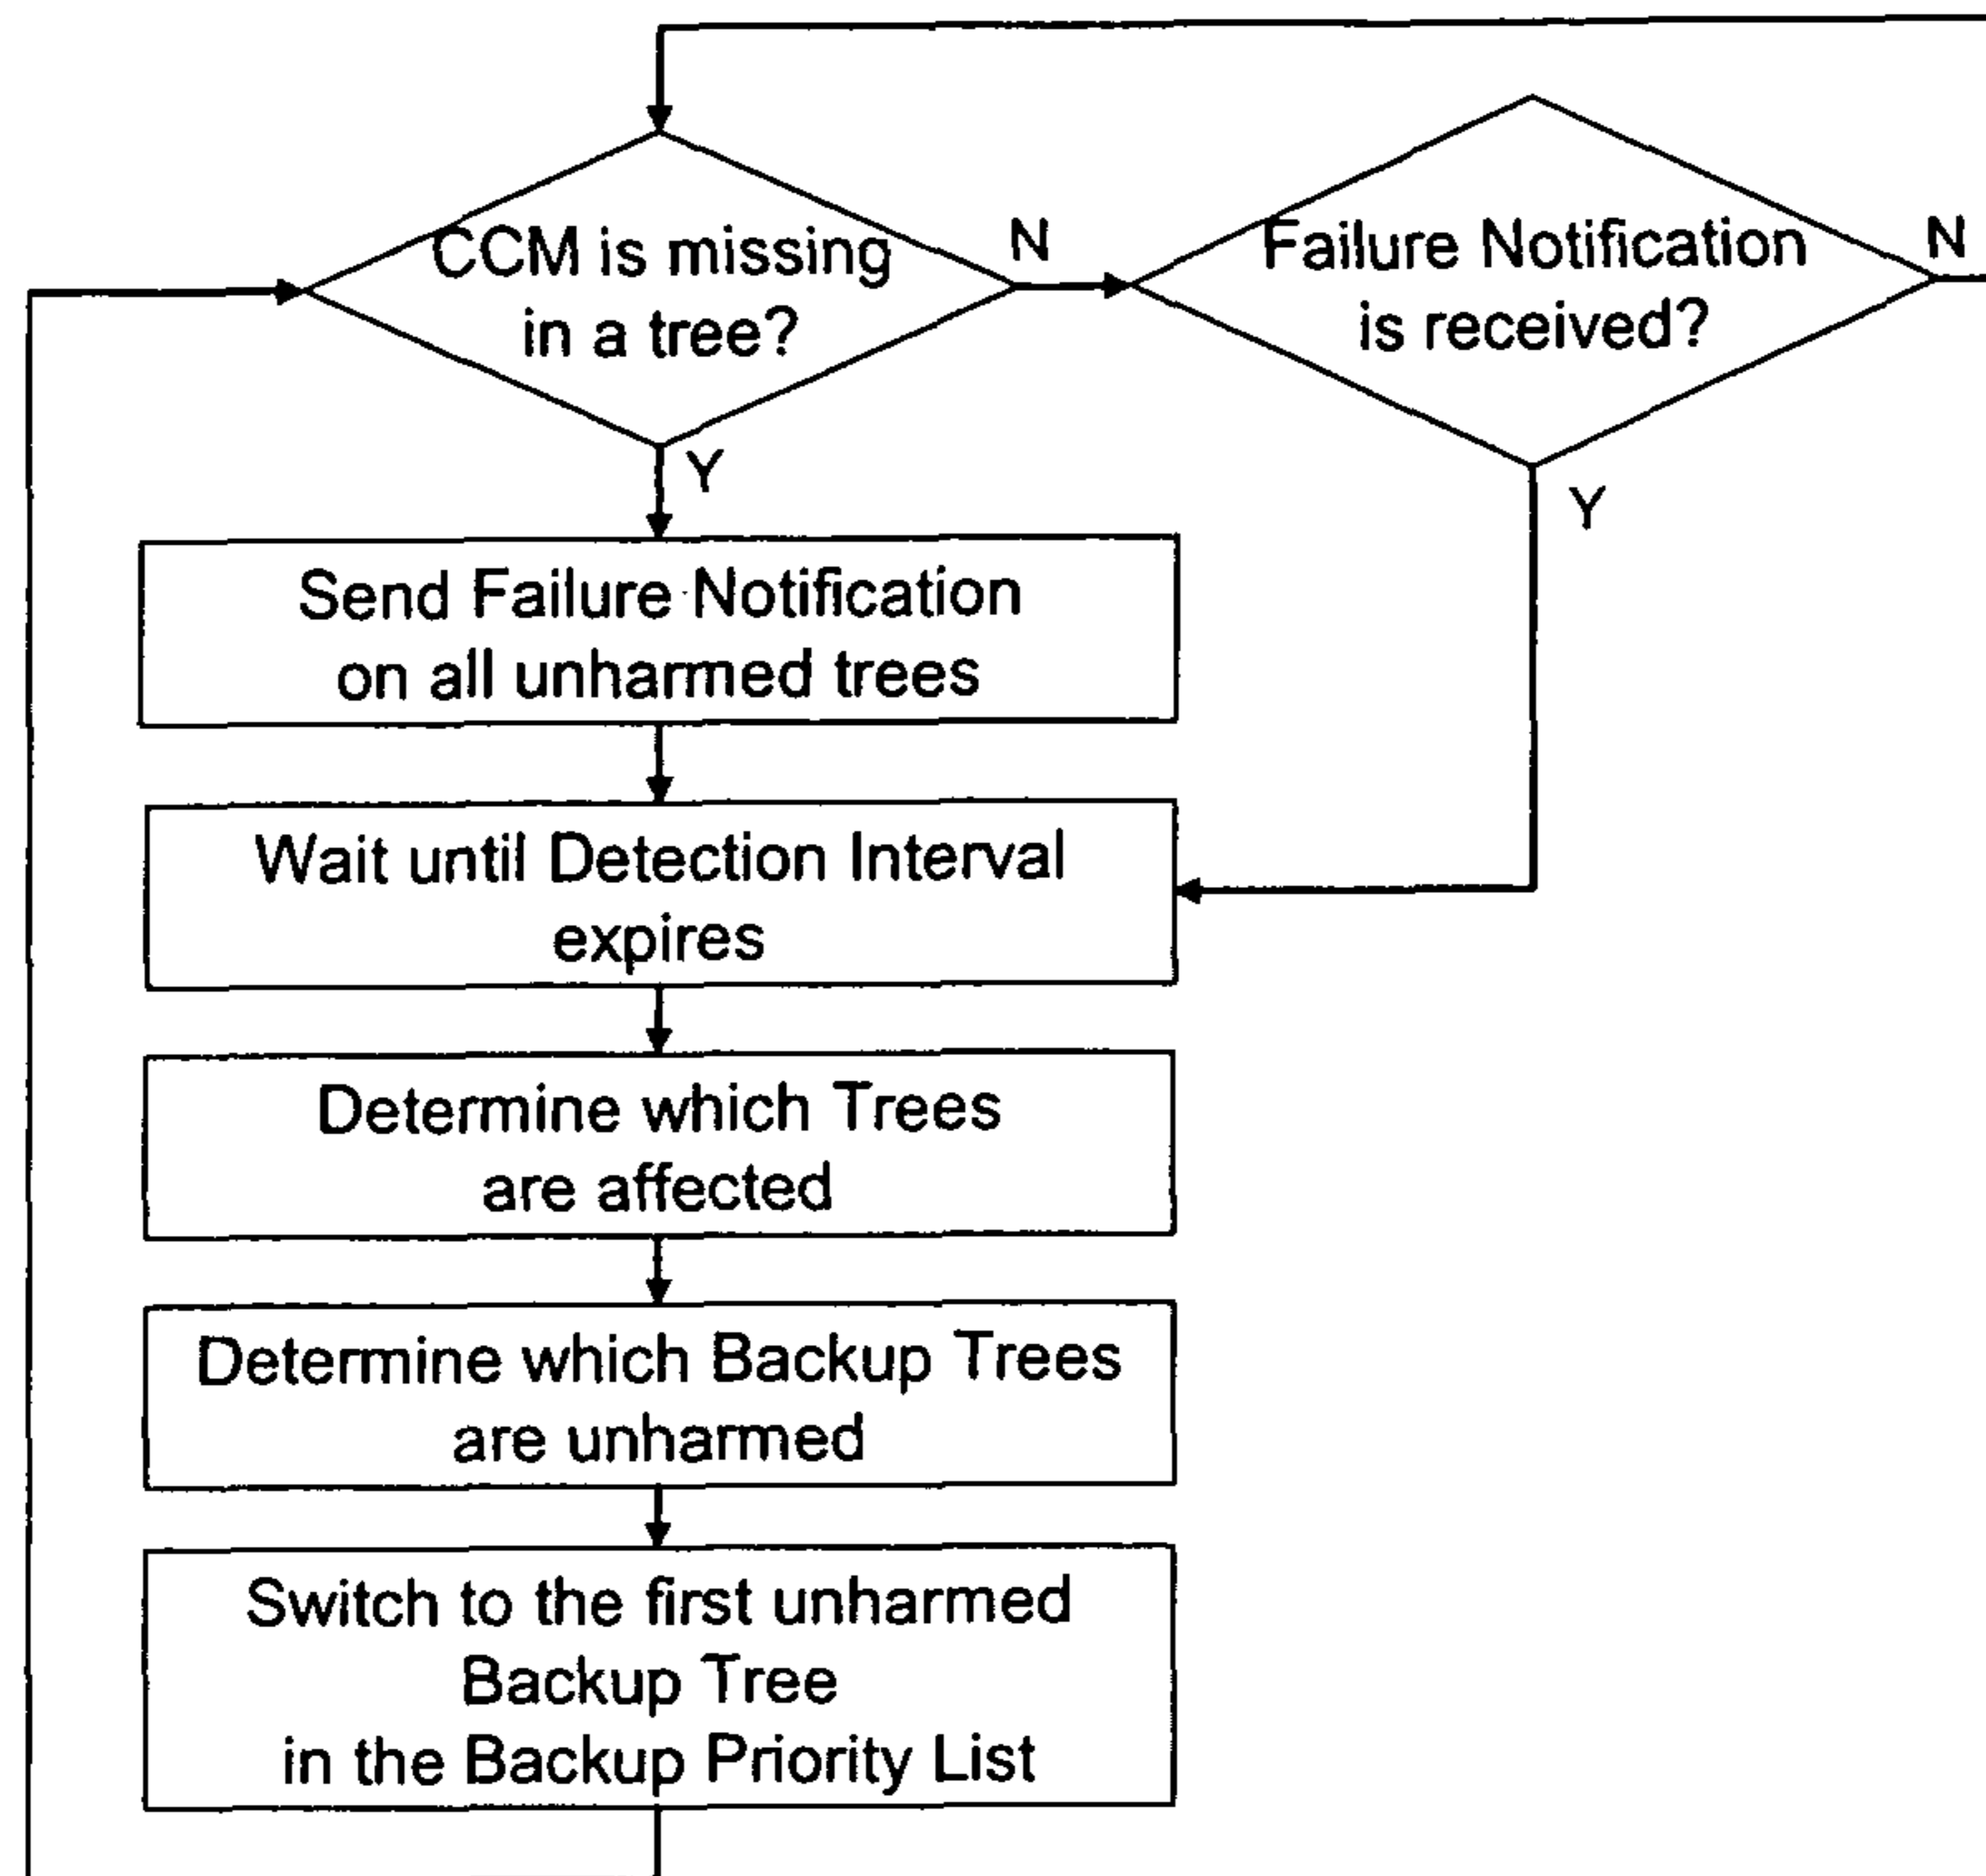 CCM is missing
in a tree?
N
Failure Notification
is received?
N
Y
Y
Send Failure Notification
on all unharmed trees
Wait until Detection Interval
expires
Determine which Trees
are affected
Determine which Backup Trees
are unharmed
Switch to the first unharmed
Backup Tree
in the Backup Priority List